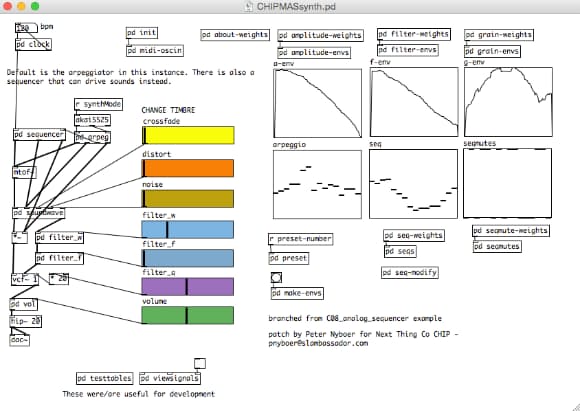 CHIPMASsynth.pd
bpm
pd init
pd clock
pd midi-oscin
pd about-weights
pd amplitude-weights
pd filter-weights
pd grain-weights
pd amplitude-envs
pd filter-envs
pd grain-envs
a-env
f-env
g-env
Default is the arpeggiator in this instance. There is also a
sequencer that can drive sounds instead.
r synthMode
akai5525
CHANGE TIMBRE
crossfade
pd sequencer
pd arpeg
mtof~
distort
noise
pd soundwave
filter_w
*~
pd filter_w
filter_f
pd filter_f
filter_q
vcf~ 1
* 20
volume
pd vol
hip~ 20
dac~
arpeggio
seq
seqmutes
r preset-number
pd preset
pd make-envs
pd seq-weights
pd seqs
pd seq-modify
pd seqmute-weights
pd seqmutes
branched from C08_analog_sequencer example
patch by Peter Nyboer for Next Thing Co CHIP -
pnyboer@slambassador.com
pd testtables
pd viewsignals
These were/are useful for development